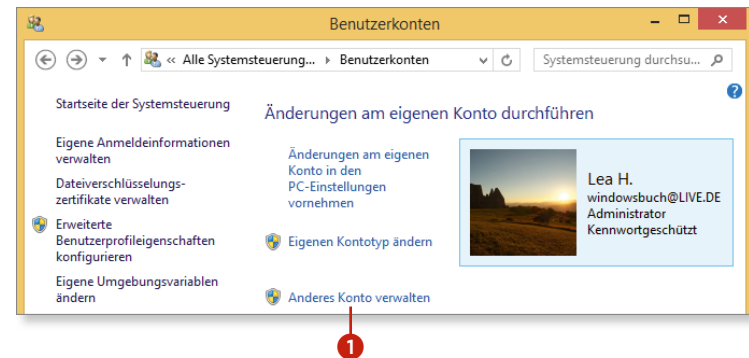 Benutzerkonten
« Alle Systemsteuerung... ▸ Benutzerkonten
Systemsteuerung durchsu...
Startseite der Systemsteuerung
Eigene Anmeldeinformationen
verwalten
Dateiverschlüsselungs-
zertifikate verwalten
Erweiterte
Benutzerprofileigenschaften
konfigurieren
Eigene Umgebungsvariablen
ändern
Änderungen am eigenen Konto durchführen
Änderungen am eigenen
Konto in den
PC-Einstellungen
vornehmen
Eigenen Kontotyp ändern
Anderes Konto verwalten
Lea H.
windowsbuch@LIVE.DE
Administrator
Kennwortgeschützt
?
1